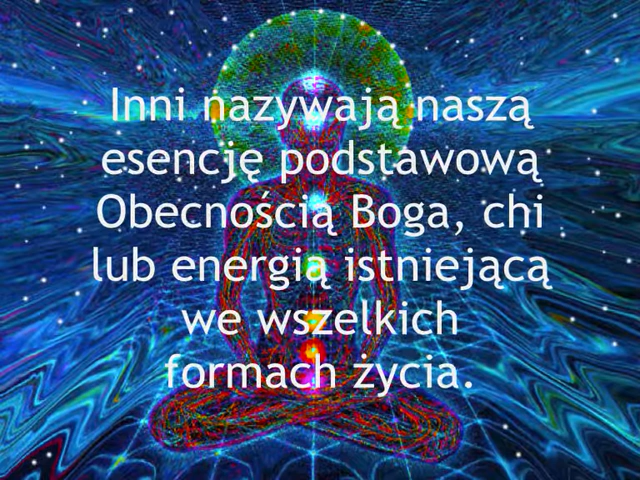 Inni nazywają naszą
esencję podstawową
Obecnością Boga, chi
lub energią istniejącą
we wszelkich
formach życia.